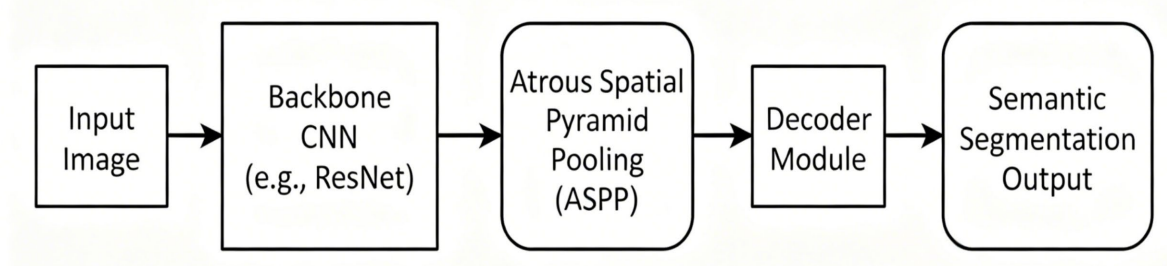 Input
Image
Backbone
CNN
(e.g., ResNet)
Atrous Spatial
Pyramid
Pooling
(ASPP)
Decoder
Module
Semantic
Segmentation
Output